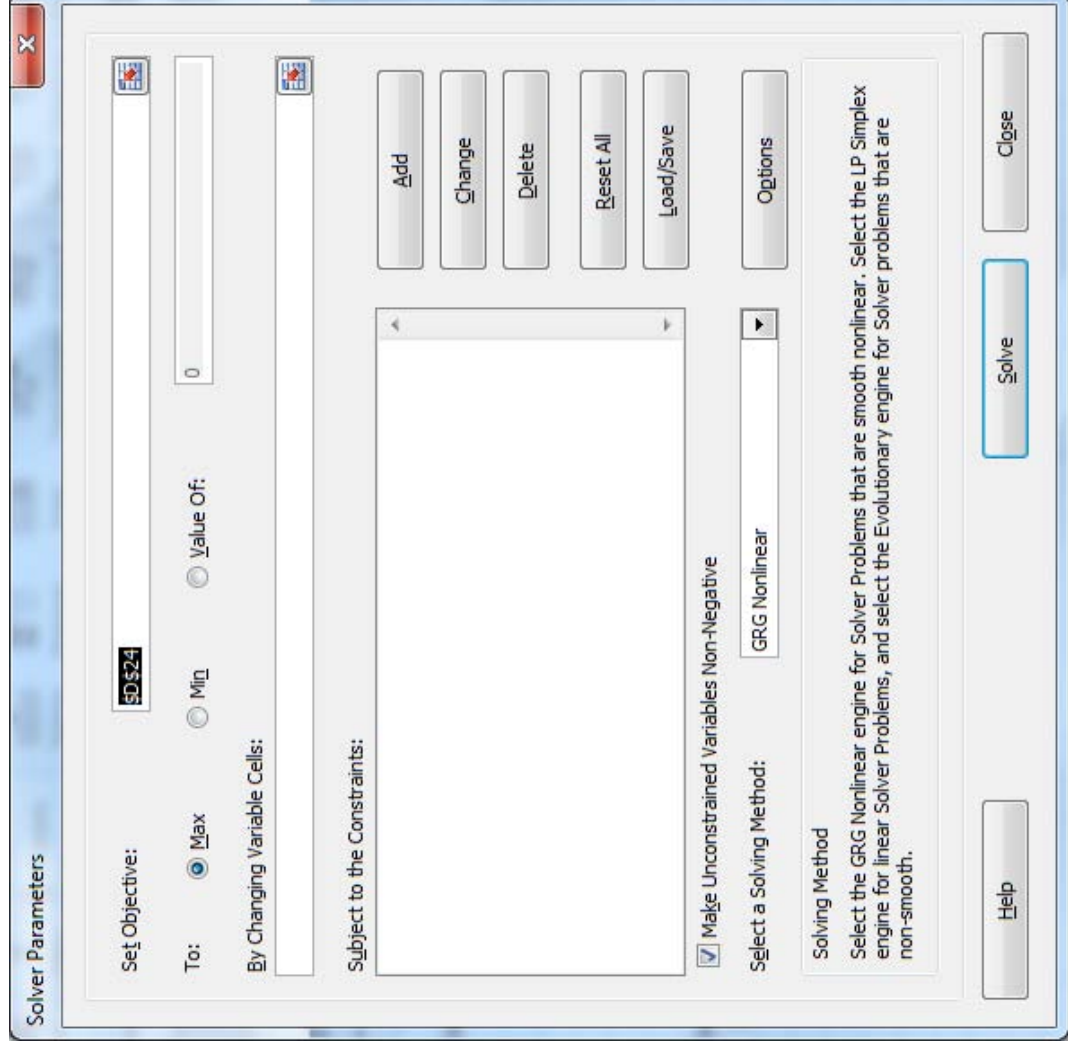 Solver Parameters
Set Objective:
$D$24
To:
Max
Min
Value Of:
0
By Changing Variable Cells:
Subject to the Constraints:
Add
Change
Delete
Reset All
Load/Save
Make Unconstrained Variables Non-Negative
Select a Solving Method:
GRG Nonlinear
Options
Solving Method
Select the GRG Nonlinear engine for Solver Problems that are smooth nonlinear. Select the LP Simplex
engine for linear Solver Problems, and select the Evolutionary engine for Solver problems that are
non-smooth.
Help
Solve
Close